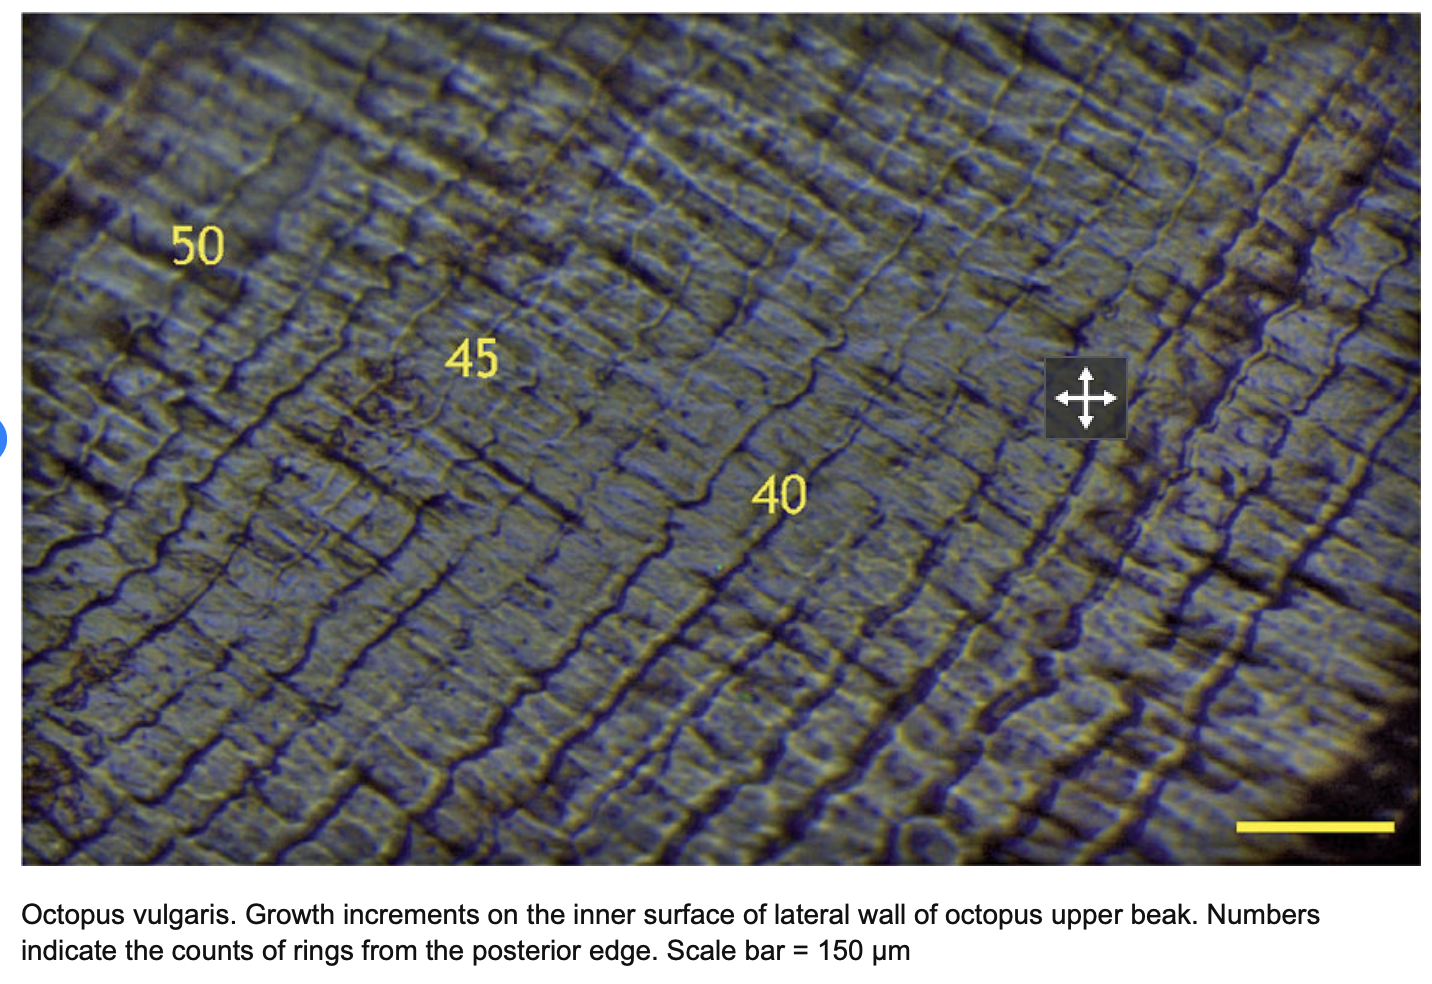 50
45
40
Octopus vulgaris. Growth increments on the inner surface of lateral wall of octopus upper beak. Numbers
indicate the counts of rings from the posterior edge. Scale bar = 150 µm